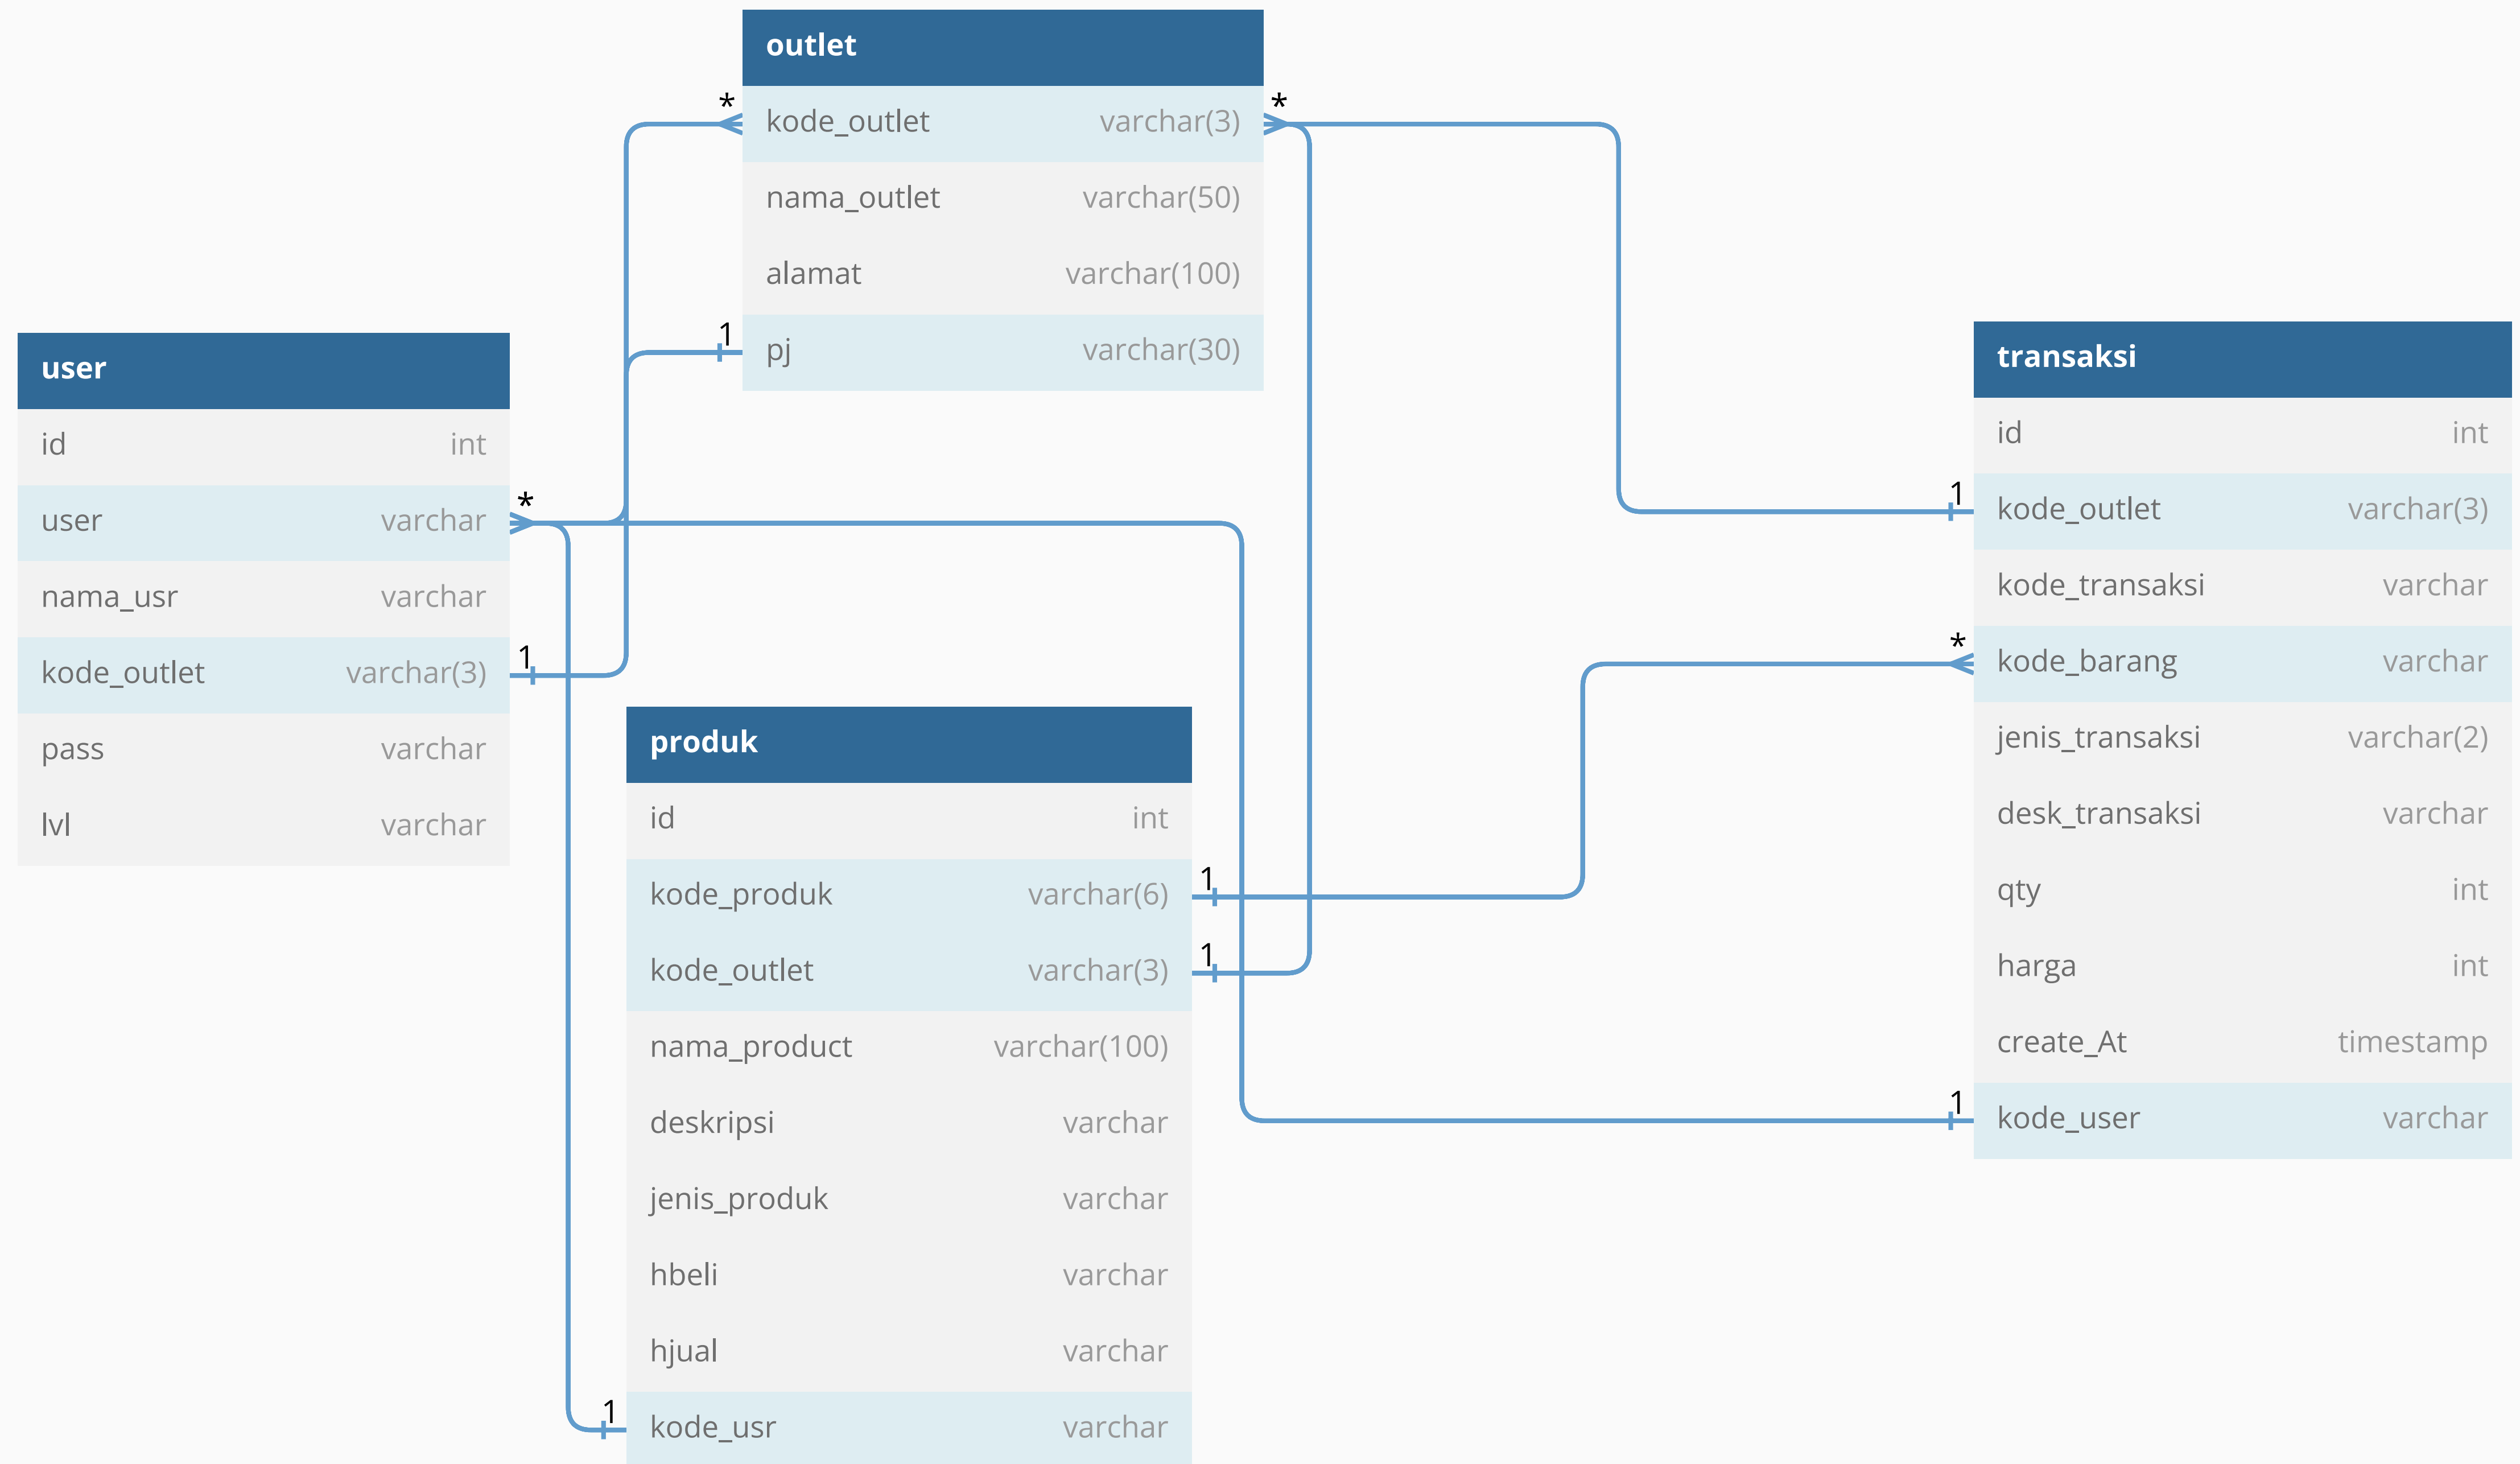 outlet
* kode_outlet varchar(3) *
nama_outlet varchar(50)
alamat varchar(100)
1 pj varchar(30)
user
id int
user varchar *
nama_usr varchar
kode_outlet varchar(3) 1
pass varchar
lvl varchar
produk
id int
kode_produk varchar(6) 1
kode_outlet varchar(3) 1
nama_product varchar(100)
deskripsi varchar
jenis_produk varchar
hbeli varchar
hjual varchar
1 kode_usr varchar
transaksi
id int
1 kode_outlet varchar(3)
kode_transaksi varchar
* kode_barang varchar
jenis_transaksi varchar(2)
desk_transaksi varchar
qty int
harga int
create_At timestamp
1 kode_user varchar